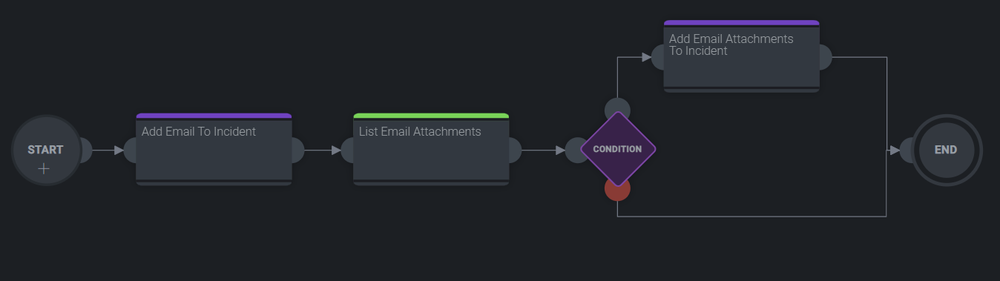 START
Add Email To Incident
List Email Attachments
CONDITION
Add Email Attachments
To Incident
END